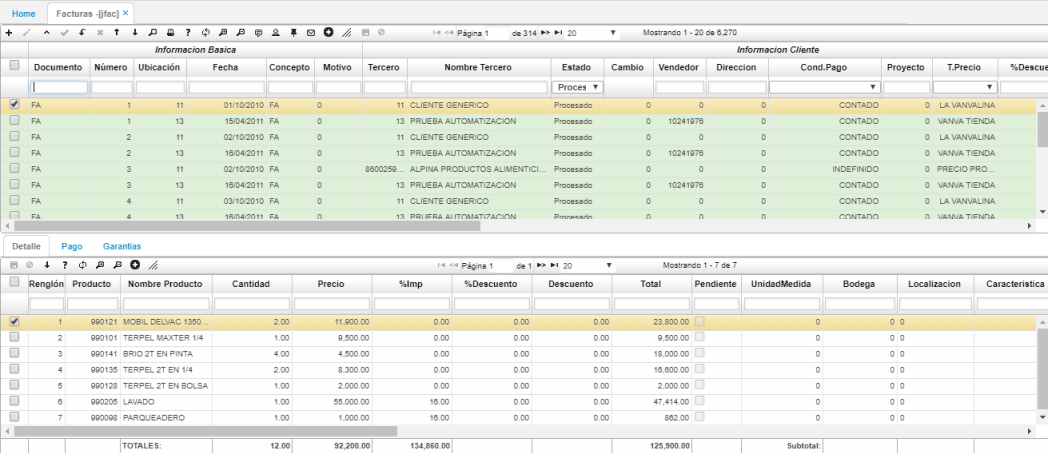 Home Facturas -[jfac] ×
Página 1 de 314 20 Mostrando 1 - 20 de 6,270
Informacion Basica Informacion Cliente
Documento Número Ubicación Fecha Concepto Motivo Tercero Nombre Tercero Estado Cambio Vendedor Direccion Cond.Pago Proyecto T.Precio %Descue
Proces
FA 1 11 01/10/2010 FA 0 11 CLIENTE GENERICO Procesado 0 0 0 CONTADO 0 LA VANVALINA
FA 1 13 15/04/2011 FA 0 13 PRUEBA AUTOMATIZACION Procesado 0 10241976 0 CONTADO 0 VANVA TIENDA
FA 2 11 02/10/2010 FA 0 11 CLIENTE GENERICO Procesado 0 0 0 CONTADO 0 LA VANVALINA
FA 2 13 16/04/2011 FA 0 13 PRUEBA AUTOMATIZACION Procesado 0 10241976 0 CONTADO 0 VANVA TIENDA
FA 3 11 02/10/2010 FA 0 8600259... ALPINA PRODUCTOS ALIMENTICI... Procesado 0 0 0 INDEFINIDO 0 PRECIO PRO...
FA 3 13 16/04/2011 FA 0 13 PRUEBA AUTOMATIZACION Procesado 0 10241976 0 CONTADO 0 VANVA TIENDA
FA 4 11 03/10/2010 FA 0 11 CLIENTE GENERICO Procesado 0 0 0 CONTADO 0 LA VANVALINA
FA 4 13 16/04/2011 FA 0 13 PRUEBA AUTOMATIZACION Procesado 0 0 0 CONTADO 0 VANVA TIENDA
Detalle Pago Garantias
Página 1 de 1 20 Mostrando 1 - 7 de 7
Renglón Producto Nombre Producto Cantidad Precio %Imp %Descuento Descuento Total Pendiente UnidadMedida Bodega Localizacion Caracteristica
1 990121 MOBIL DELVAC 1350... 2.00 11,900.00 0.00 0.00 0.00 23,800.00 0 0 0
2 990101 TERPEL MAXTER 1/4 1.00 9,500.00 0.00 0.00 0.00 9,500.00 0 0 0
3 990141 BRIO 2T EN PINTA 4.00 4,500.00 0.00 0.00 0.00 18,000.00 0 0 0
4 990135 TERPEL 2T EN 1/4 2.00 8,300.00 0.00 0.00 0.00 16,600.00 0 0 0
5 990128 TERPEL 2T EN BOLSA 1.00 2,000.00 0.00 0.00 0.00 2,000.00 0 0 0
6 990205 LAVADO 1.00 55,000.00 16.00 0.00 0.00 47,414.00 0 0 0
7 990098 PARQUEADERO 1.00 1,000.00 16.00 0.00 0.00 862.00 0 0 0
TOTALES: 12.00 92,200.00 134,860.00 125,900.00 Subtotal: